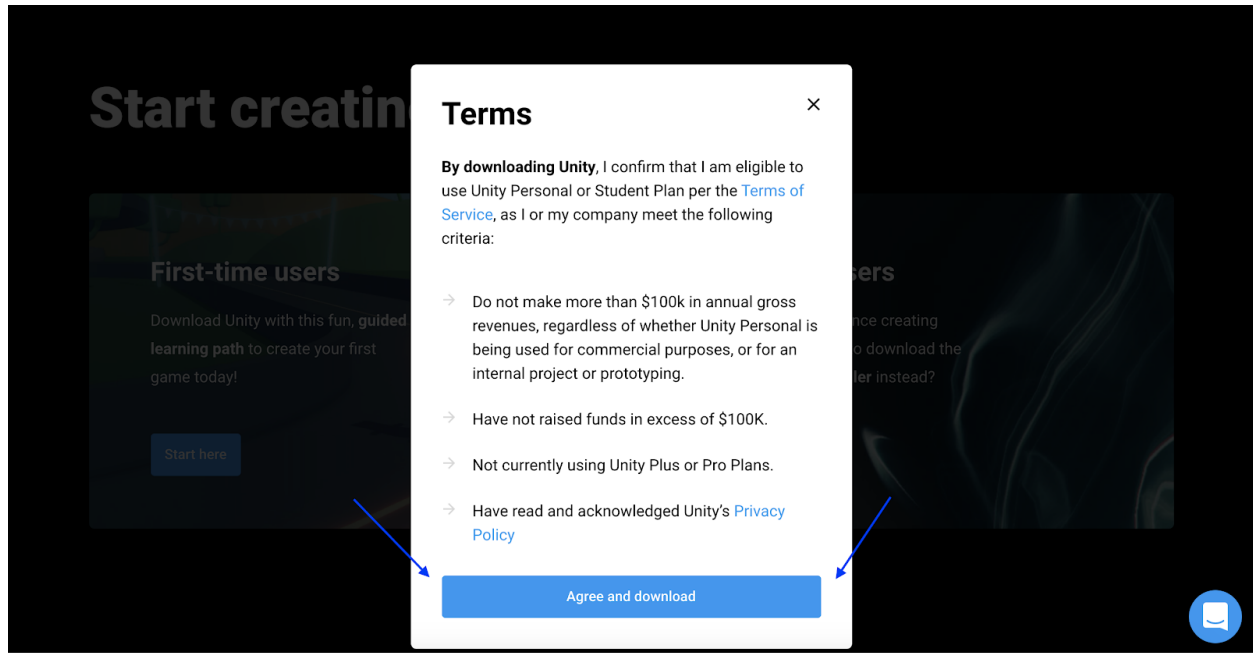 Start creatin
Terms
By downloading Unity, I confirm that I am eligible to
use Unity Personal or Student Plan per the Terms of
Service, as I or my company meet the following
criteria:
First-time users
Download Unity with this fun, guided
learning path to create your first
game today!
Start here
Do not make more than $100k in annual gross
revenues, regardless of whether Unity Personal is
being used for commercial purposes, or for an
internal project or prototyping.
Have not raised funds in excess of $100K.
Not currently using Unity Plus or Pro Plans.
Have read and acknowledged Unity's Privacy
Policy
Agree and download
sers
nce creating
o download the
ler instead?